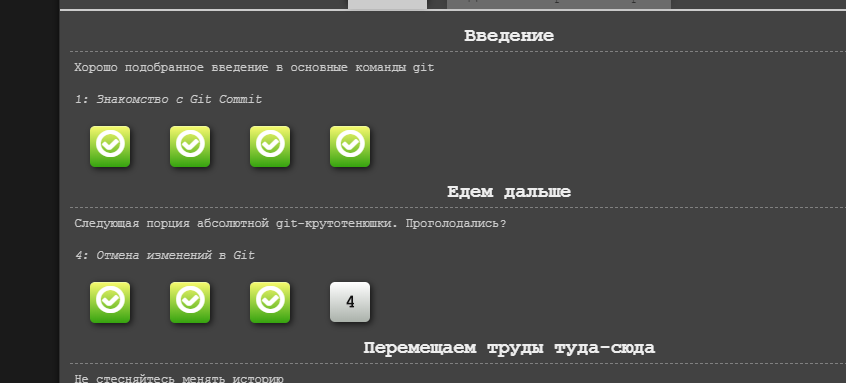 Введение
Хорошо подобранное введение в основные команды git
1: Знакомство с Git Commit
Едем дальше
Следующая порция абсолютной git-крутотенюшки. Проголодались?
4: Отмена изменений в Git
4
Перемещаем труды туда-сюда
Не стесняйтесь менять историю